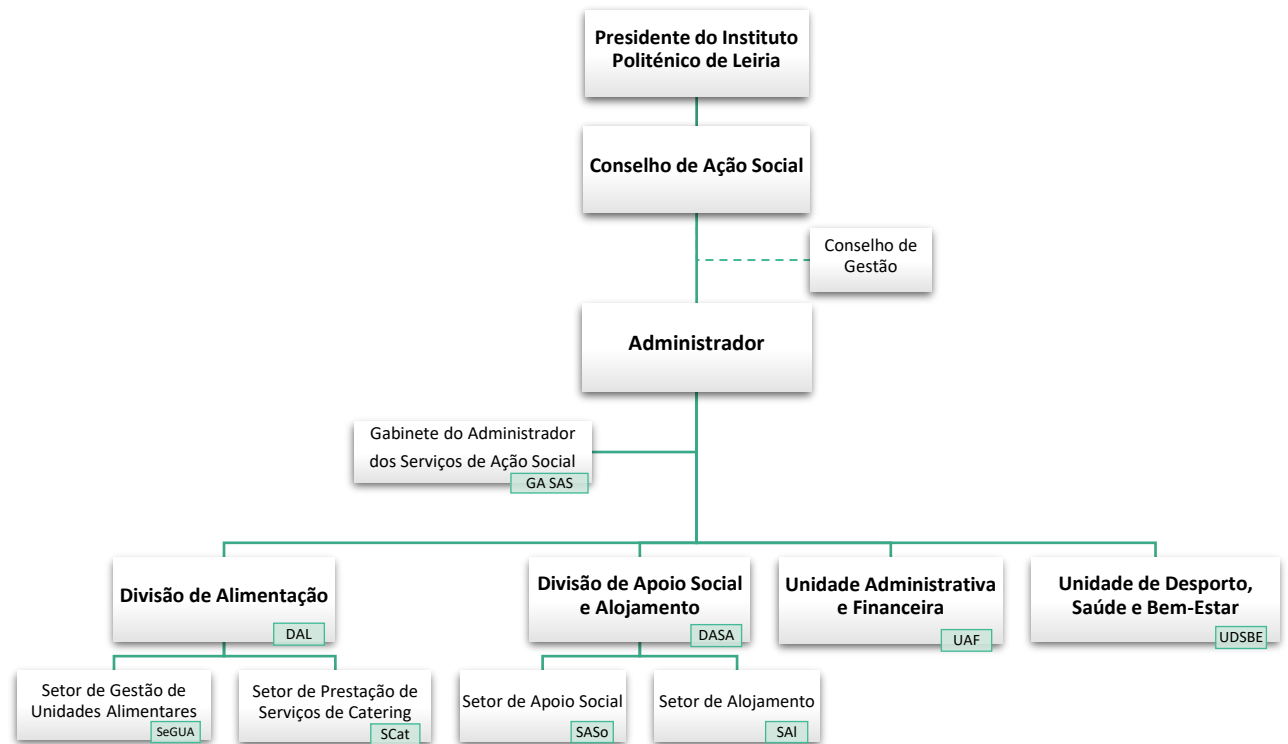 Presidente do Instituto
Politénico de Leiria
Conselho de Ação Social
Conselho de
Gestão
Administrador
Gabinete do Administrador
dos Serviços de Ação Social
GA SAS
Divisão de Alimentação
DAL
Divisão de Apoio Social
e Alojamento
DASA
Unidade Administrativa
e Financeira
UAF
Unidade de Desporto,
Saúde e Bem-Estar
UDSBE
Setor de Gestão de
Unidades Alimentares
SeGUA
Setor de Prestação de
Serviços de Catering
SCat
Setor de Apoio Social
SASo
Setor de Alojamento
SAl